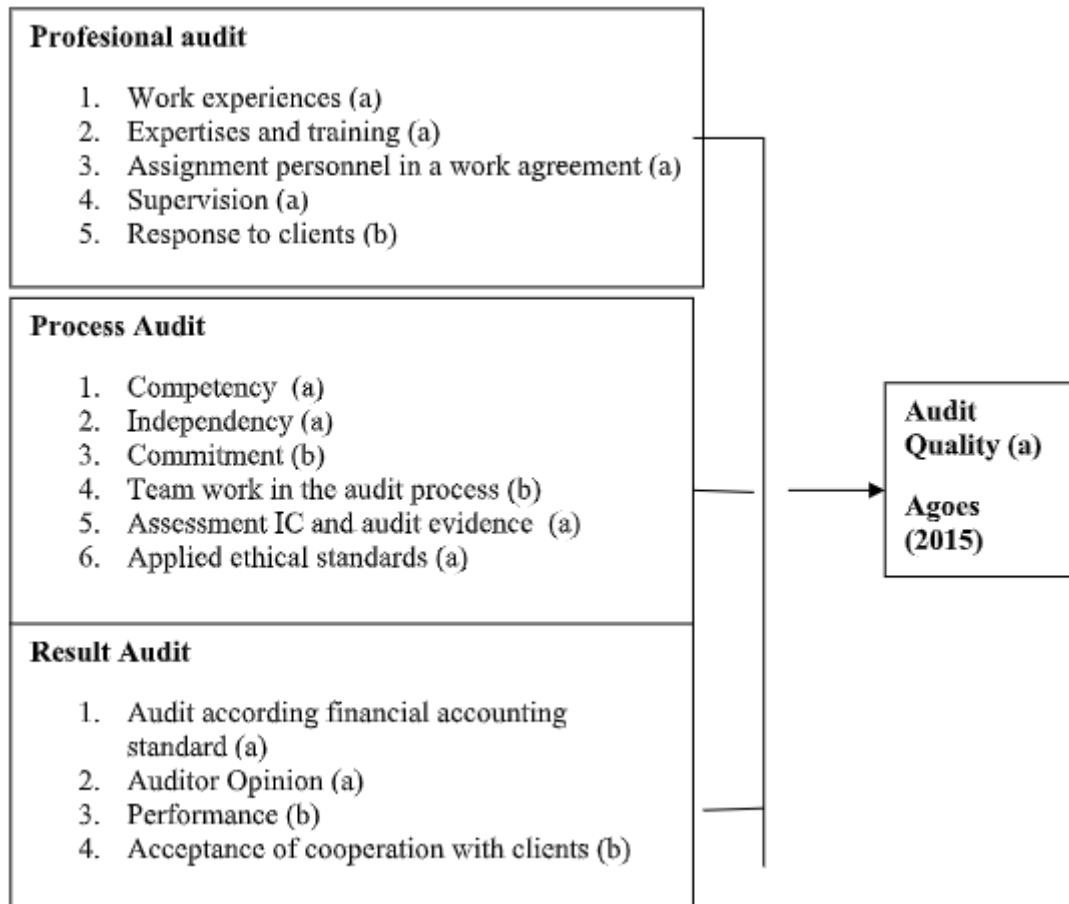 Profesional audit
1. Work experiences (a)
2. Expertises and training (a)
3. Assignment personnel in a work agreement (a)
4. Supervision (a)
5. Response to clients (b)
Process Audit
1. Competency (a)
2. Independency (a)
3. Commitment (b)
4. Team work in the audit process (b)
5. Assessment IC and audit evidence (a)
6. Applied ethical standards (a)
Result Audit
1. Audit according financial accounting
standard (a)
2. Auditor Opinion (a)
3. Performance (b)
4. Acceptance of cooperation with clients (b)
Audit
Quality (a)
Agoes
(2015)